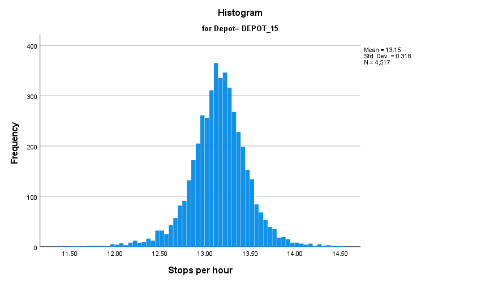 Histogram
for Depot= DEPOT_15
Mean = 13.15
Std. Dev. = 0.318
N = 4,317
400
300
200
100
0
Frequency
11.50 12.00 12.50 13.00 13.50 14.00 14.50
Stops per hour